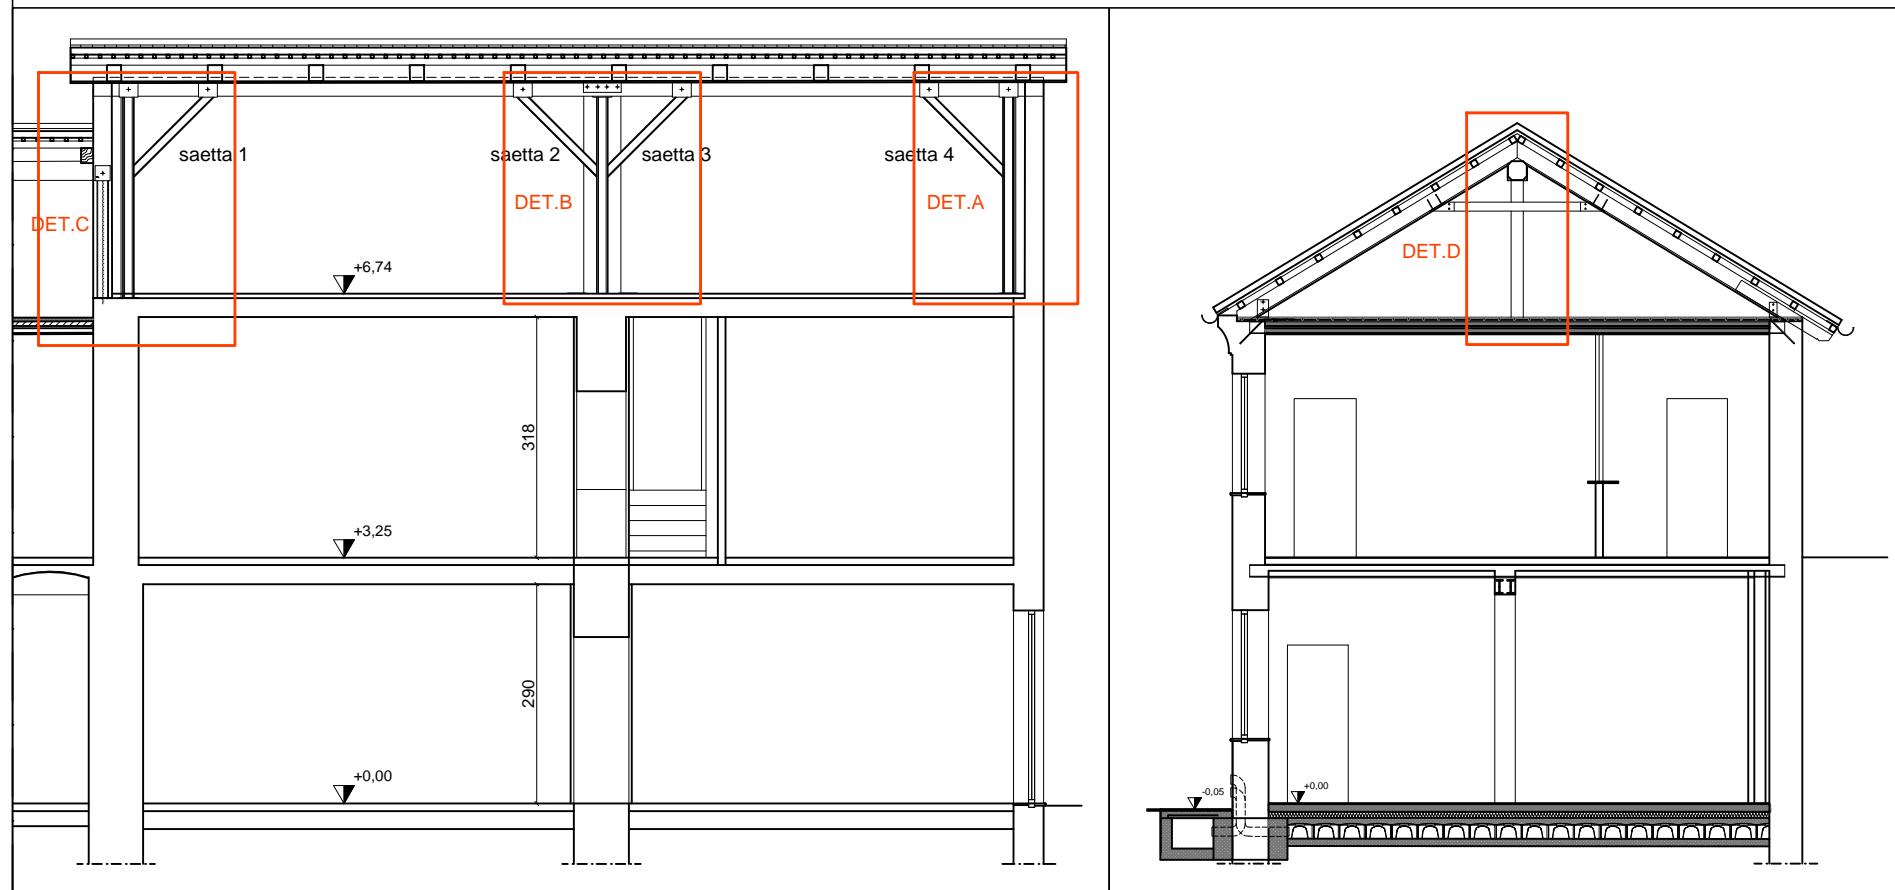 saetta 1
saetta 2
saetta 3
saetta 4
DET.C
DET.B
DET.A
DET.D
+6,74
318
+3,25
290
+0,00
-0,05
+0,00